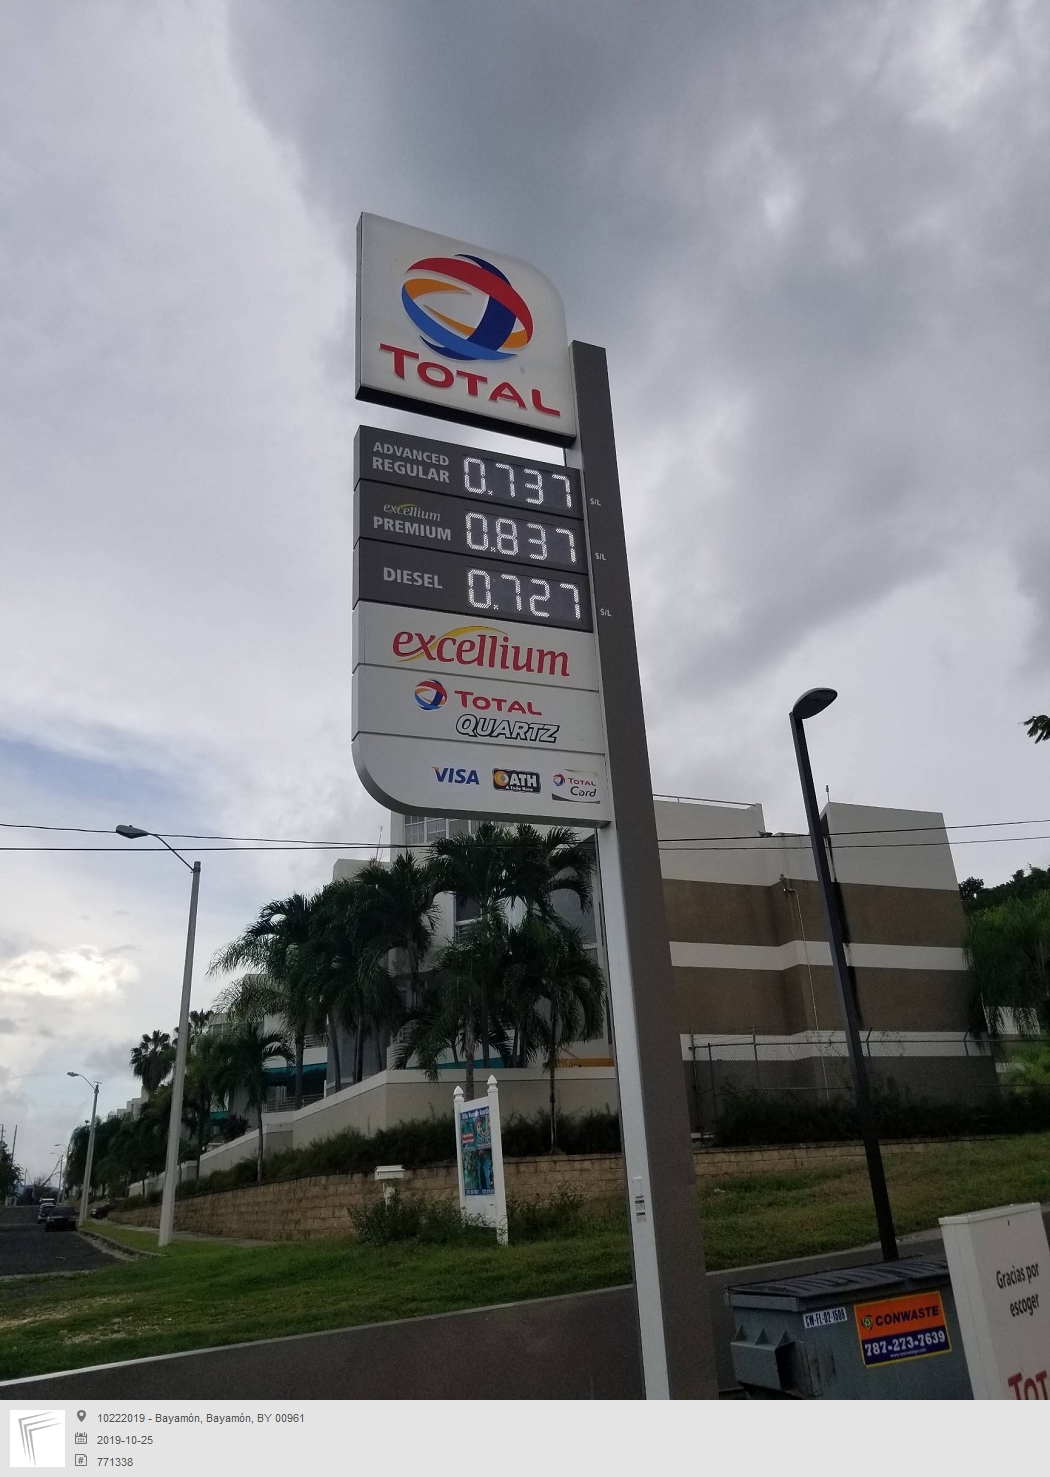 TOTAL
ADVANCED
REGULAR 0.737 $/L
excellium
PREMIUM 0.837 $/L
DIESEL 0.727 $/L
excellium
TOTAL
QUARTZ
VISA ATH TOTAL
Card
CONWASTE
787-273-7639
Gracias por
escoger
TOT
10222019 - Bayamón, Bayamón, BY 00961
2019-10-25
# 771338